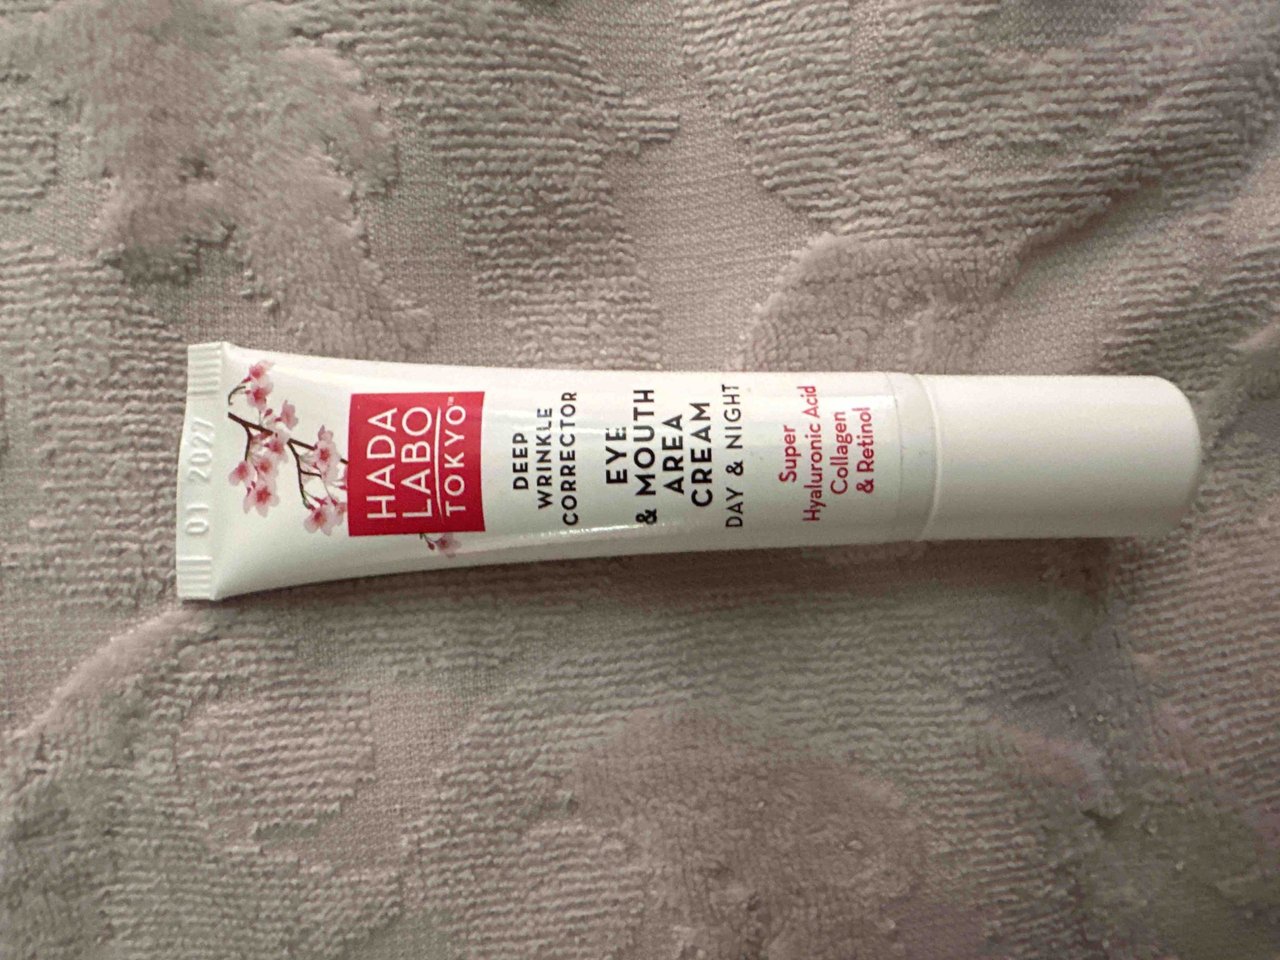 01 2027
HADA
LABO
TOKYO™
DEEP
WRINKLE
CORRECTOR
EYE
& MOUTH
AREA
CREAM
DAY & NIGHT
Super
Hyaluronic Acid
Collagen
& Retinol